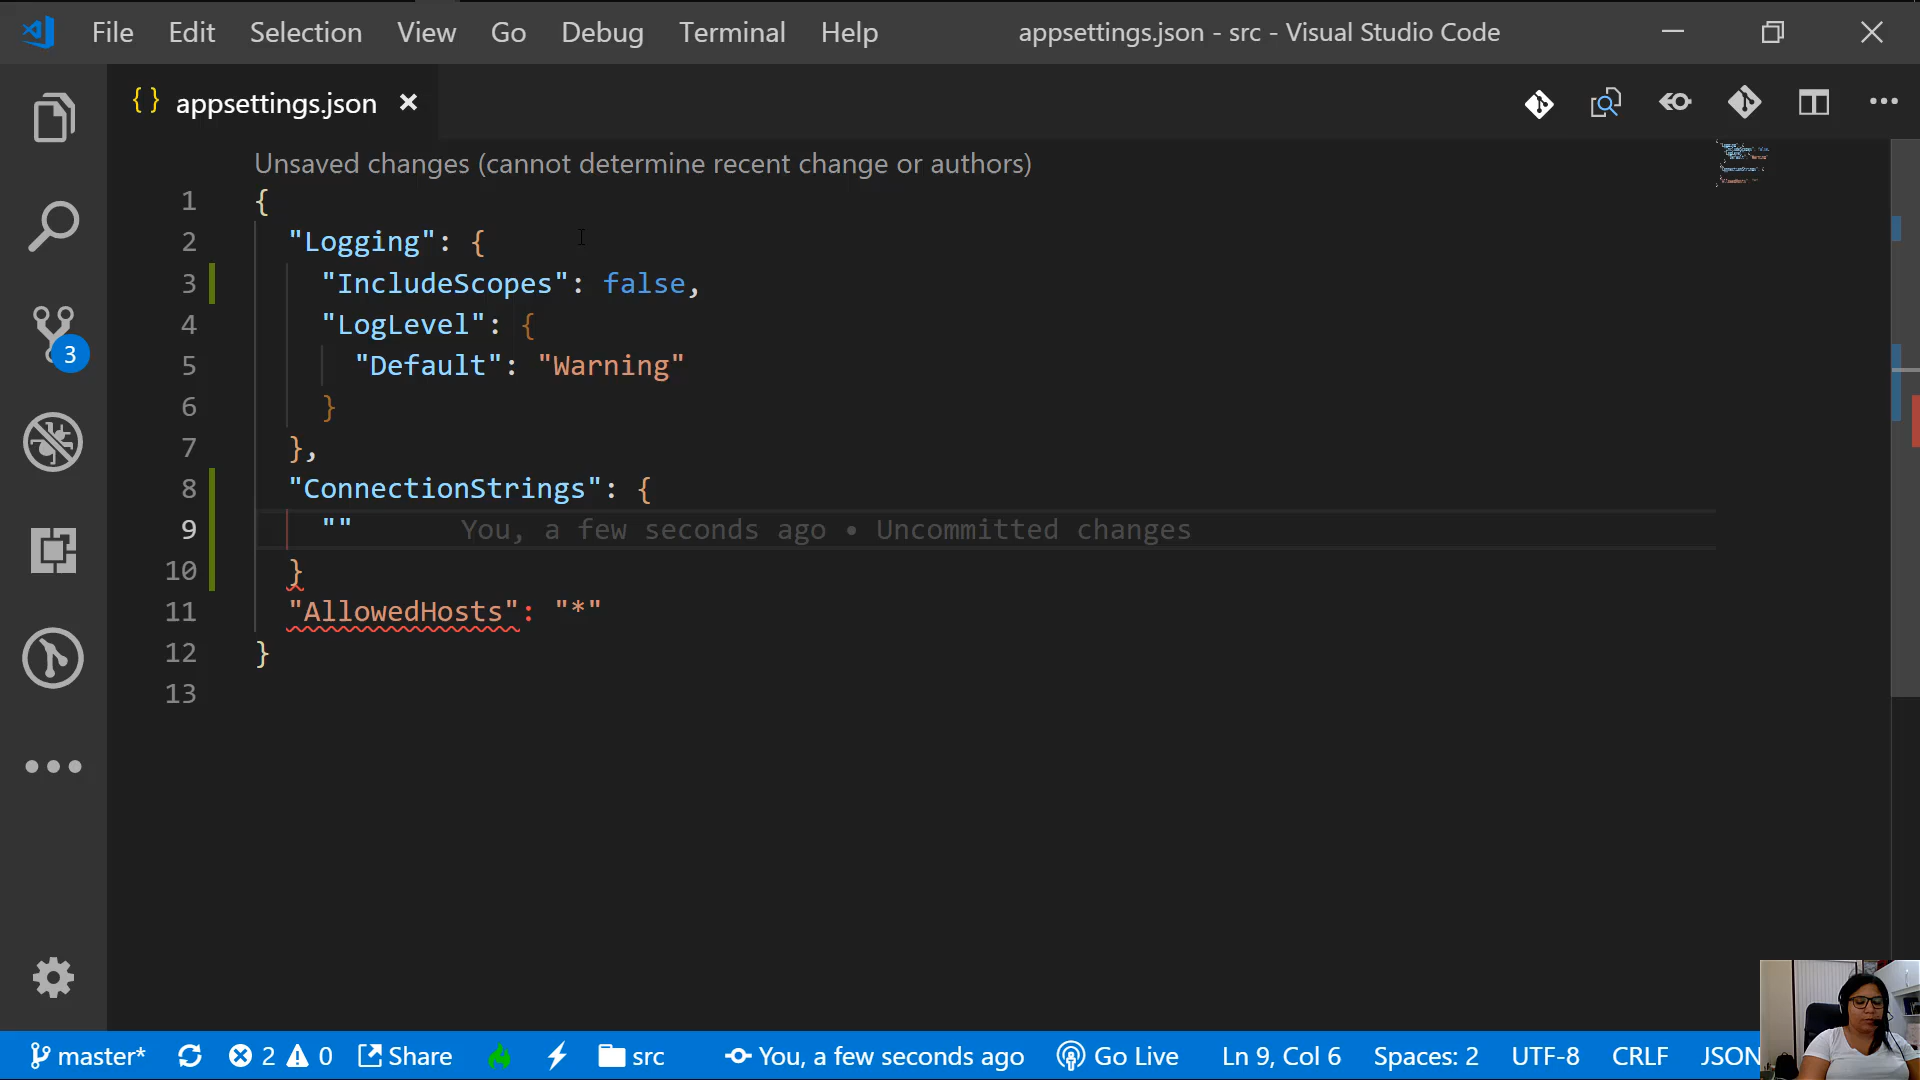 File Edit Selection View Go Debug Terminal Help appsettings.json - src - Visual Studio Code
{ } appsettings.json
Unsaved changes (cannot determine recent change or authors)
1 {
2 "Logging": {
3 "IncludeScopes": false,
4 "LogLevel": {
5 "Default": "Warning"
6 }
7 },
8 "ConnectionStrings": {
9 "" You, a few seconds ago • Uncommitted changes
10 }
11 "AllowedHosts": "*"
12 }
13
3
master* 2 0 Share src You, a few seconds ago Go Live Ln 9, Col 6 Spaces: 2 UTF-8 CRLF JSON